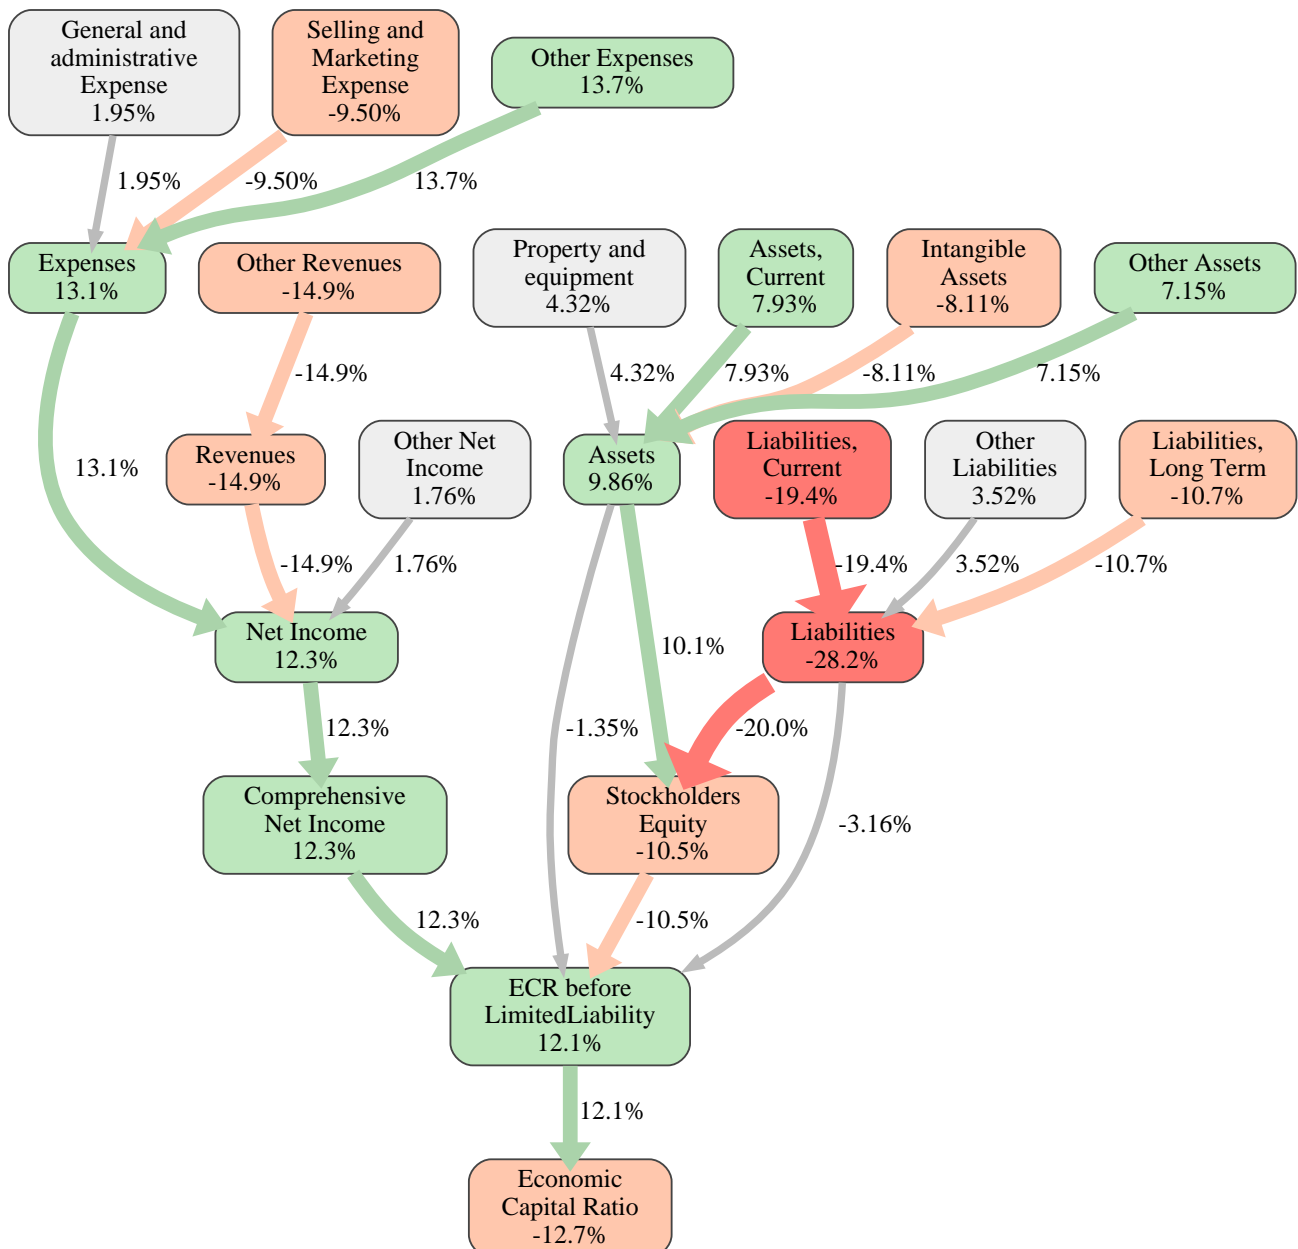 General and
administrative
Expense
1.95%
Selling and
Marketing
Expense
-9.50%
Other Expenses
13.7%
1.95%
-9.50%
13.7%
Expenses
13.1%
Other Revenues
-14.9%
Property and
equipment
4.32%
Assets,
Current
7.93%
Intangible
Assets
-8.11%
Other Assets
7.15%
-14.9%
4.32%
7.93%
-8.11%
7.15%
13.1%
Revenues
-14.9%
Other Net
Income
1.76%
Assets
9.86%
Liabilities,
Current
-19.4%
Other
Liabilities
3.52%
Liabilities,
Long Term
-10.7%
-14.9%
1.76%
-19.4%
3.52%
-10.7%
Net Income
12.3%
10.1%
Liabilities
-28.2%
12.3%
-1.35%
-20.0%
Comprehensive
Net Income
12.3%
Stockholders
Equity
-10.5%
-3.16%
12.3%
-10.5%
ECR before
LimitedLiability
12.1%
12.1%
Economic
Capital Ratio
-12.7%